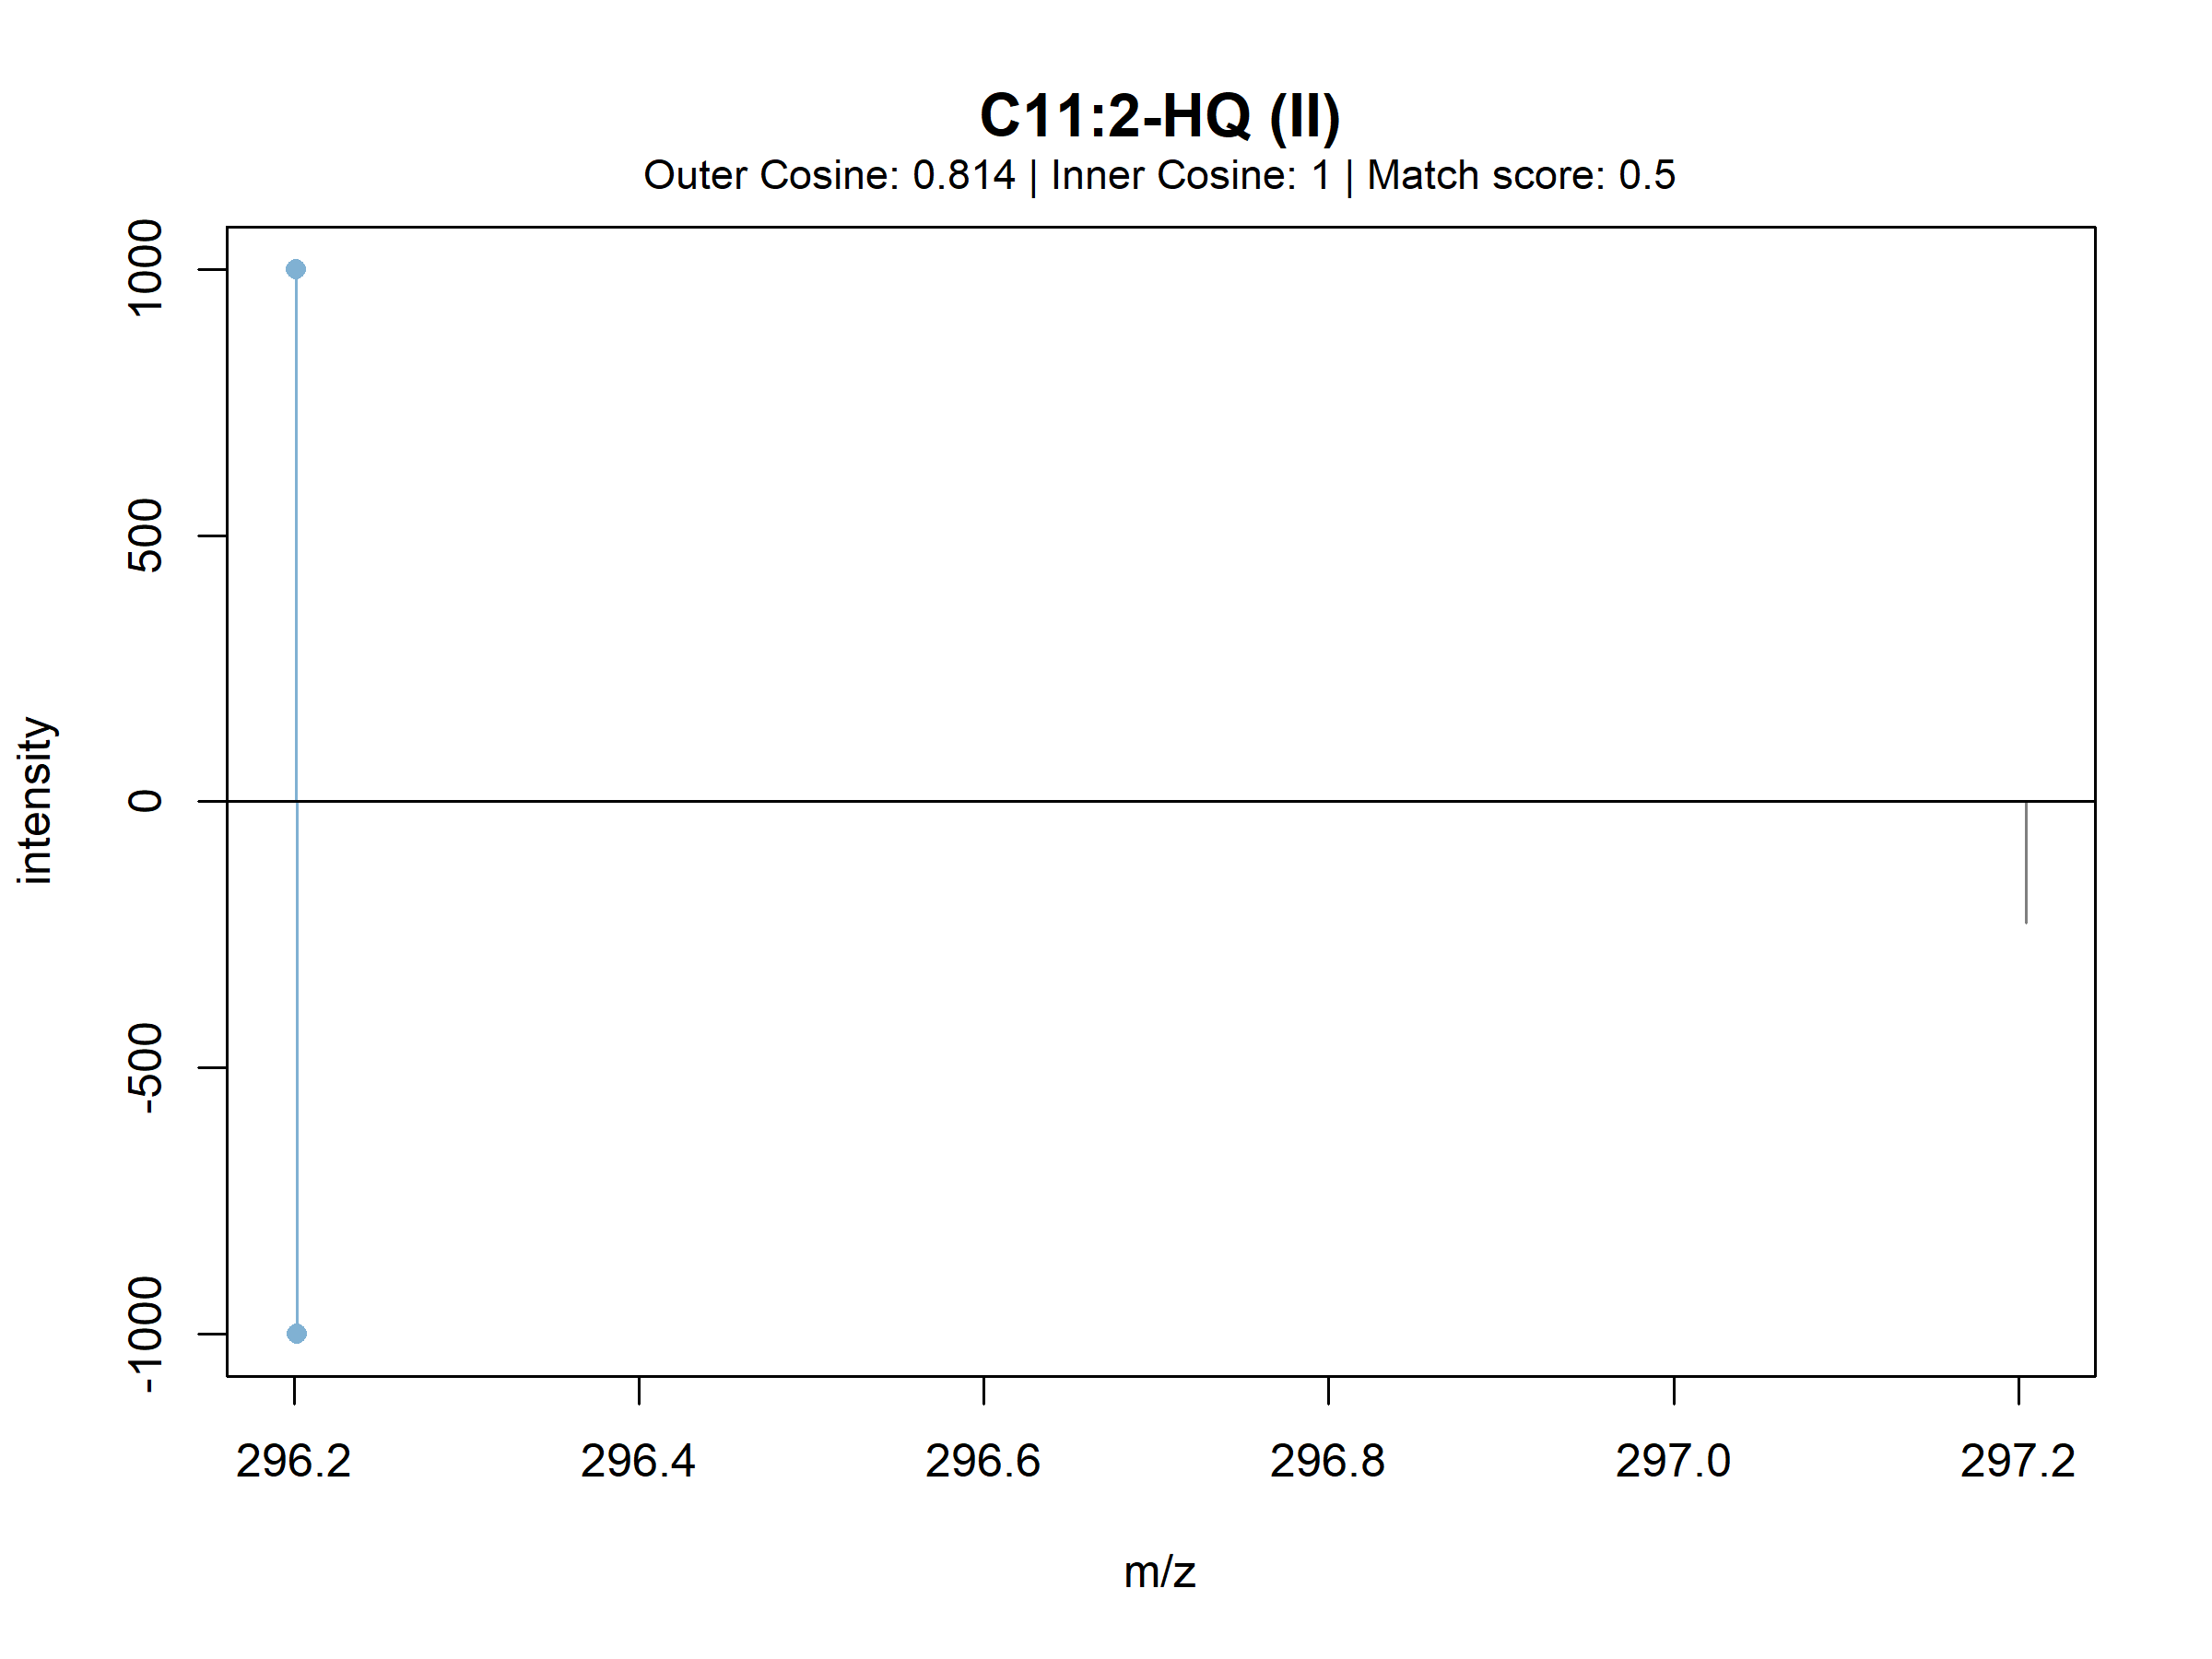 C11:2-HQ (II)
Outer Cosine: 0.814 | Inner Cosine: 1 | Match score: 0.5
1000
500
0
-500
-1000
intensity
296.2 296.4 296.6 296.8 297.0 297.2
m/z